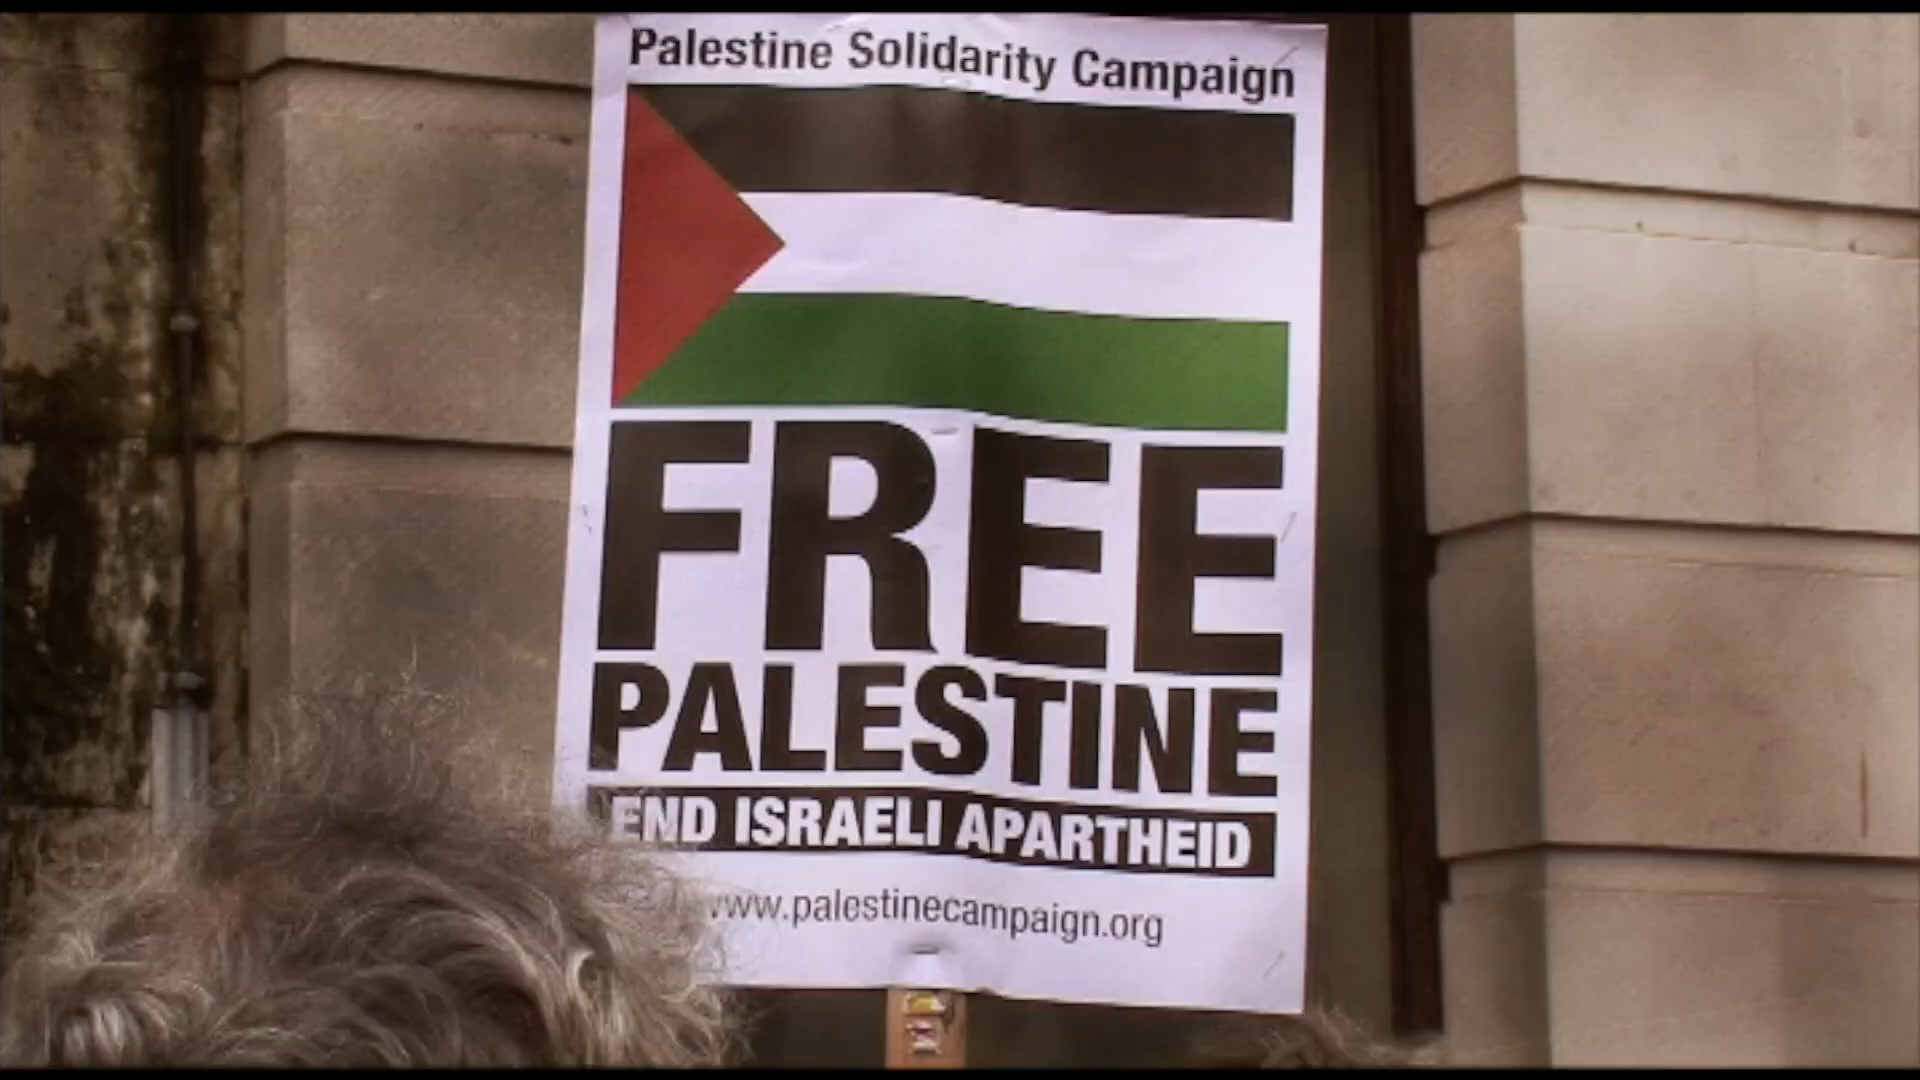 Palestine Solidarity Campaign
FREE
PALESTINE
END ISRAELI APARTHEID
www.palestinecampaign.org